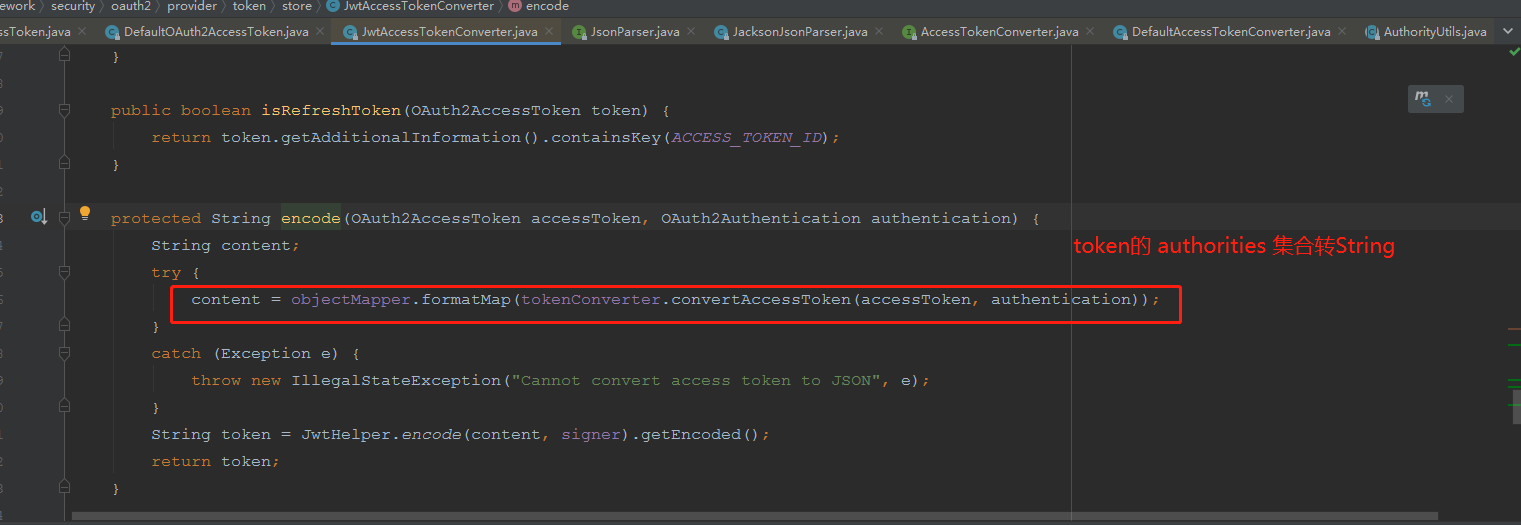 ework 〉 security 〉 oauth2 〉 provider 〉 token 〉 store 〉 JwtAccessTokenConverter 〉 encode
ssToken.java × DefaultOAuth2AccessToken.java × JwtAccessTokenConverter.java × JsonParser.java × JacksonJsonParser.java × AccessTokenConverter.java × DefaultAccessTokenConverter.java × AuthorityUtils.java
}
public boolean isRefreshToken(OAuth2AccessToken token) {
return token.getAdditionalInformation().containsKey(ACCESS_TOKEN_ID);
}
protected String encode(OAuth2AccessToken accessToken, OAuth2Authentication authentication) {
String content;
token的 authorities 集合转String
try {
content = objectMapper.formatMap(tokenConverter.convertAccessToken(accessToken, authentication));
}
catch (Exception e) {
throw new IllegalStateException("Cannot convert access token to JSON", e);
}
String token = JwtHelper.encode(content, signer).getEncoded();
return token;
}